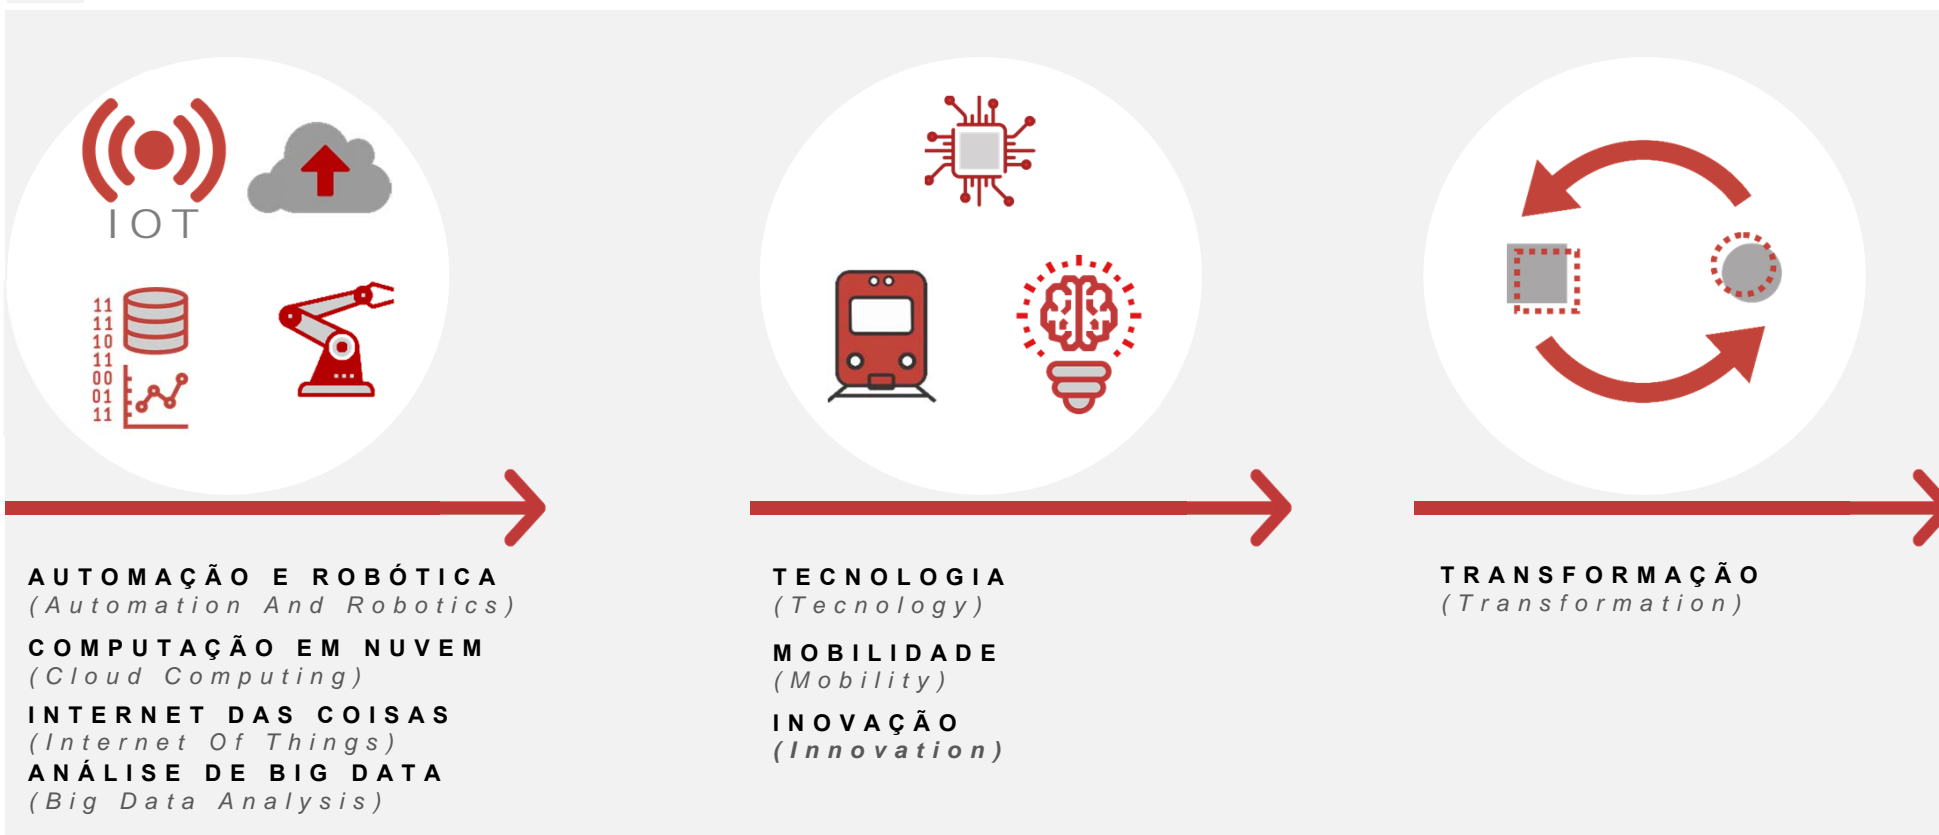 IOT
11
11
10
11
00
01
11
AUTOMAÇÃO E ROBÓTICA
(Automation And Robotics)
COMPUTAÇÃO EM NUVEM
(Cloud Computing)
INTERNET DAS COISAS
(Internet Of Things)
ANÁLISE DE BIG DATA
(Big Data Analysis)
TECNOLOGIA
(Tecnology)
MOBILIDADE
(Mobility)
INOVAÇÃO
(Innovation)
TRANSFORMAÇÃO
(Transformation)